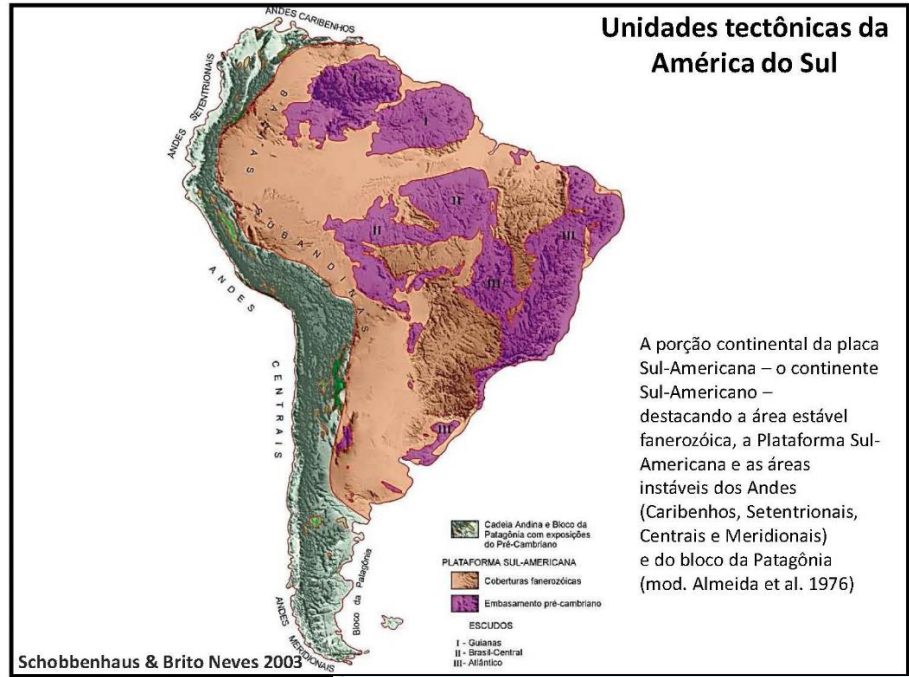 Unidades tectônicas da
América do Sul
ANDES CARIBENHOS
ANDES SETENTRIONAIS
BACIAS SUBANDINAS
ANDES
CENTRAIS
ANDES MERIDIONAIS
Bloco da Patagônia
I
I
II
II
III
III
III
A porção continental da placa
Sul-Americana – o continente
Sul-Americano –
destacando a área estável
fanerozóica, a Plataforma Sul-
Americana e as áreas
instáveis dos Andes
(Caribenhos, Setentrionais,
Centrais e Meridionais)
e do bloco da Patagônia
(mod. Almeida et al. 1976)
Cadeia Andina e Bloco da
Patagônia com exposições
do Pré-Cambriano
PLATAFORMA SUL-AMERICANA
Coberturas fanerozóicas
Embasamento pré-cambriano
ESCUDOS
I - Guianas
II - Brasil-Central
III - Atlântico
Schobbenhaus & Brito Neves 2003